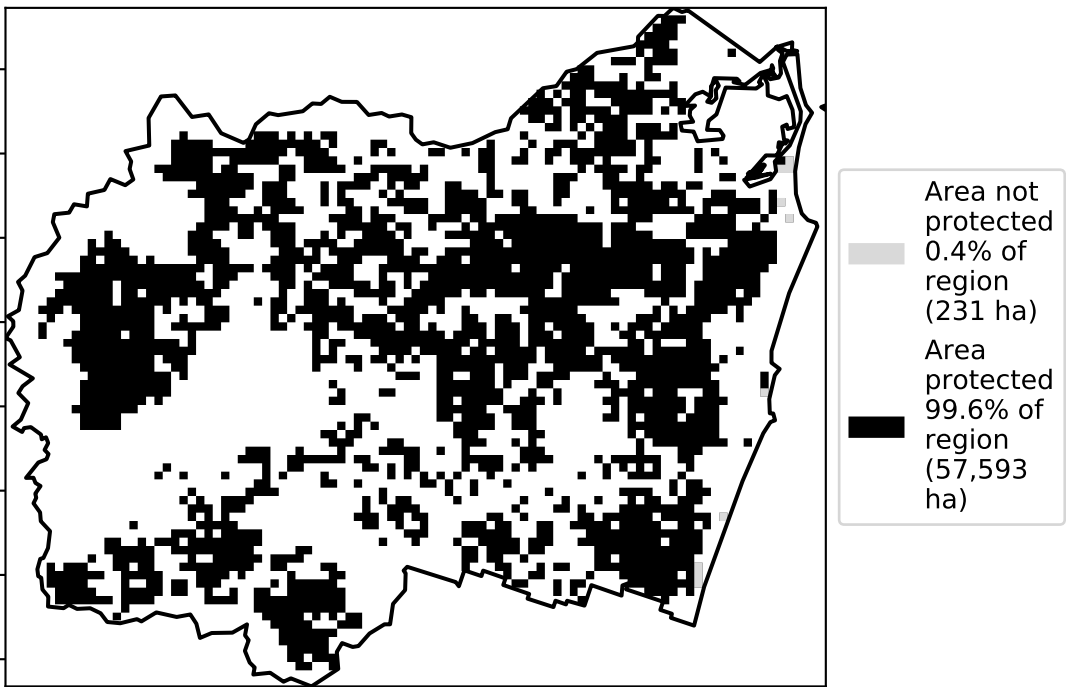 Area not
protected
0.4% of
region
(231 ha)
Area
protected
99.6% of
region
(57,593
ha)